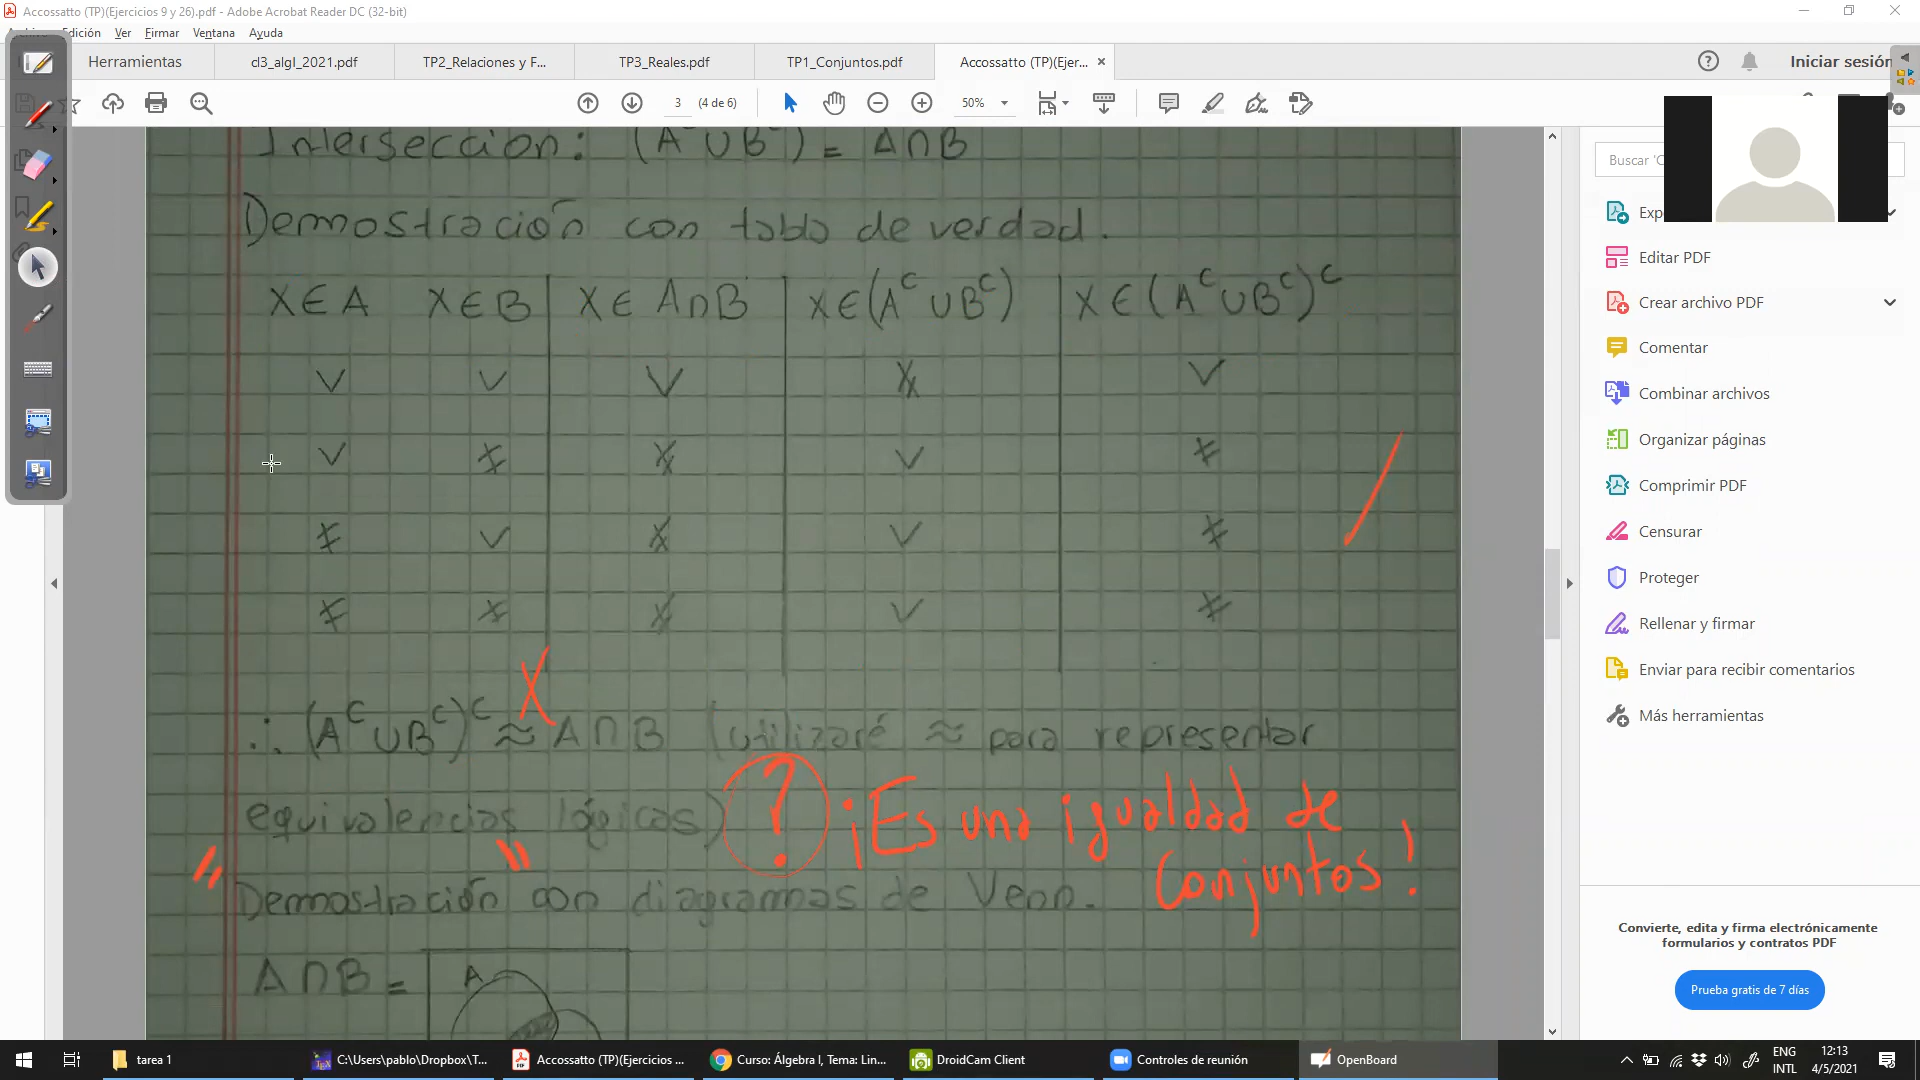 Accossatto (TP)(Ejercicios 9 y 26).pdf - Adobe Acrobat Reader DC (32-bit)
Edición Ver Firmar Ventana Ayuda
Herramientas cl3_algI_2021.pdf TP2_Relaciones y F... TP3_Reales.pdf TP1_Conjuntos.pdf Accossatto (TP)(Ejer... × Iniciar sesión
3 (4 de 6) 50%
Intersección: (Aᶜ ∪ Bᶜ) = A∩B
Demostración con tabla de verdad.
X∈A X∈B X∈ A∩B X∈(Aᶜ ∪ Bᶜ) X∈(Aᶜ ∪ Bᶜ)ᶜ
V V V F V
V F F V F
F V F V F
F F F V F
X
∴ (Aᶜ ∪ Bᶜ)ᶜ ≈ A∩B (utilizaré ≈ para representar
equivalencias lógicas) ? ¡Es una igualdad de
conjuntos!
" Demostración " con diagramas de Venn.
A∩B = A
Buscar
Exp
Editar PDF
Crear archivo PDF
Comentar
Combinar archivos
Organizar páginas
Comprimir PDF
Censurar
Proteger
Rellenar y firmar
Enviar para recibir comentarios
Más herramientas
Convierte, edita y firma electrónicamente
formularios y contratos PDF
Prueba gratis de 7 días
tarea 1 C:\Users\pablo\Dropbox\T... Accossatto (TP)(Ejercicios ... Curso: Álgebra I, Tema: Lin... DroidCam Client Controles de reunión OpenBoard
ENG 12:13
INTL 4/5/2021